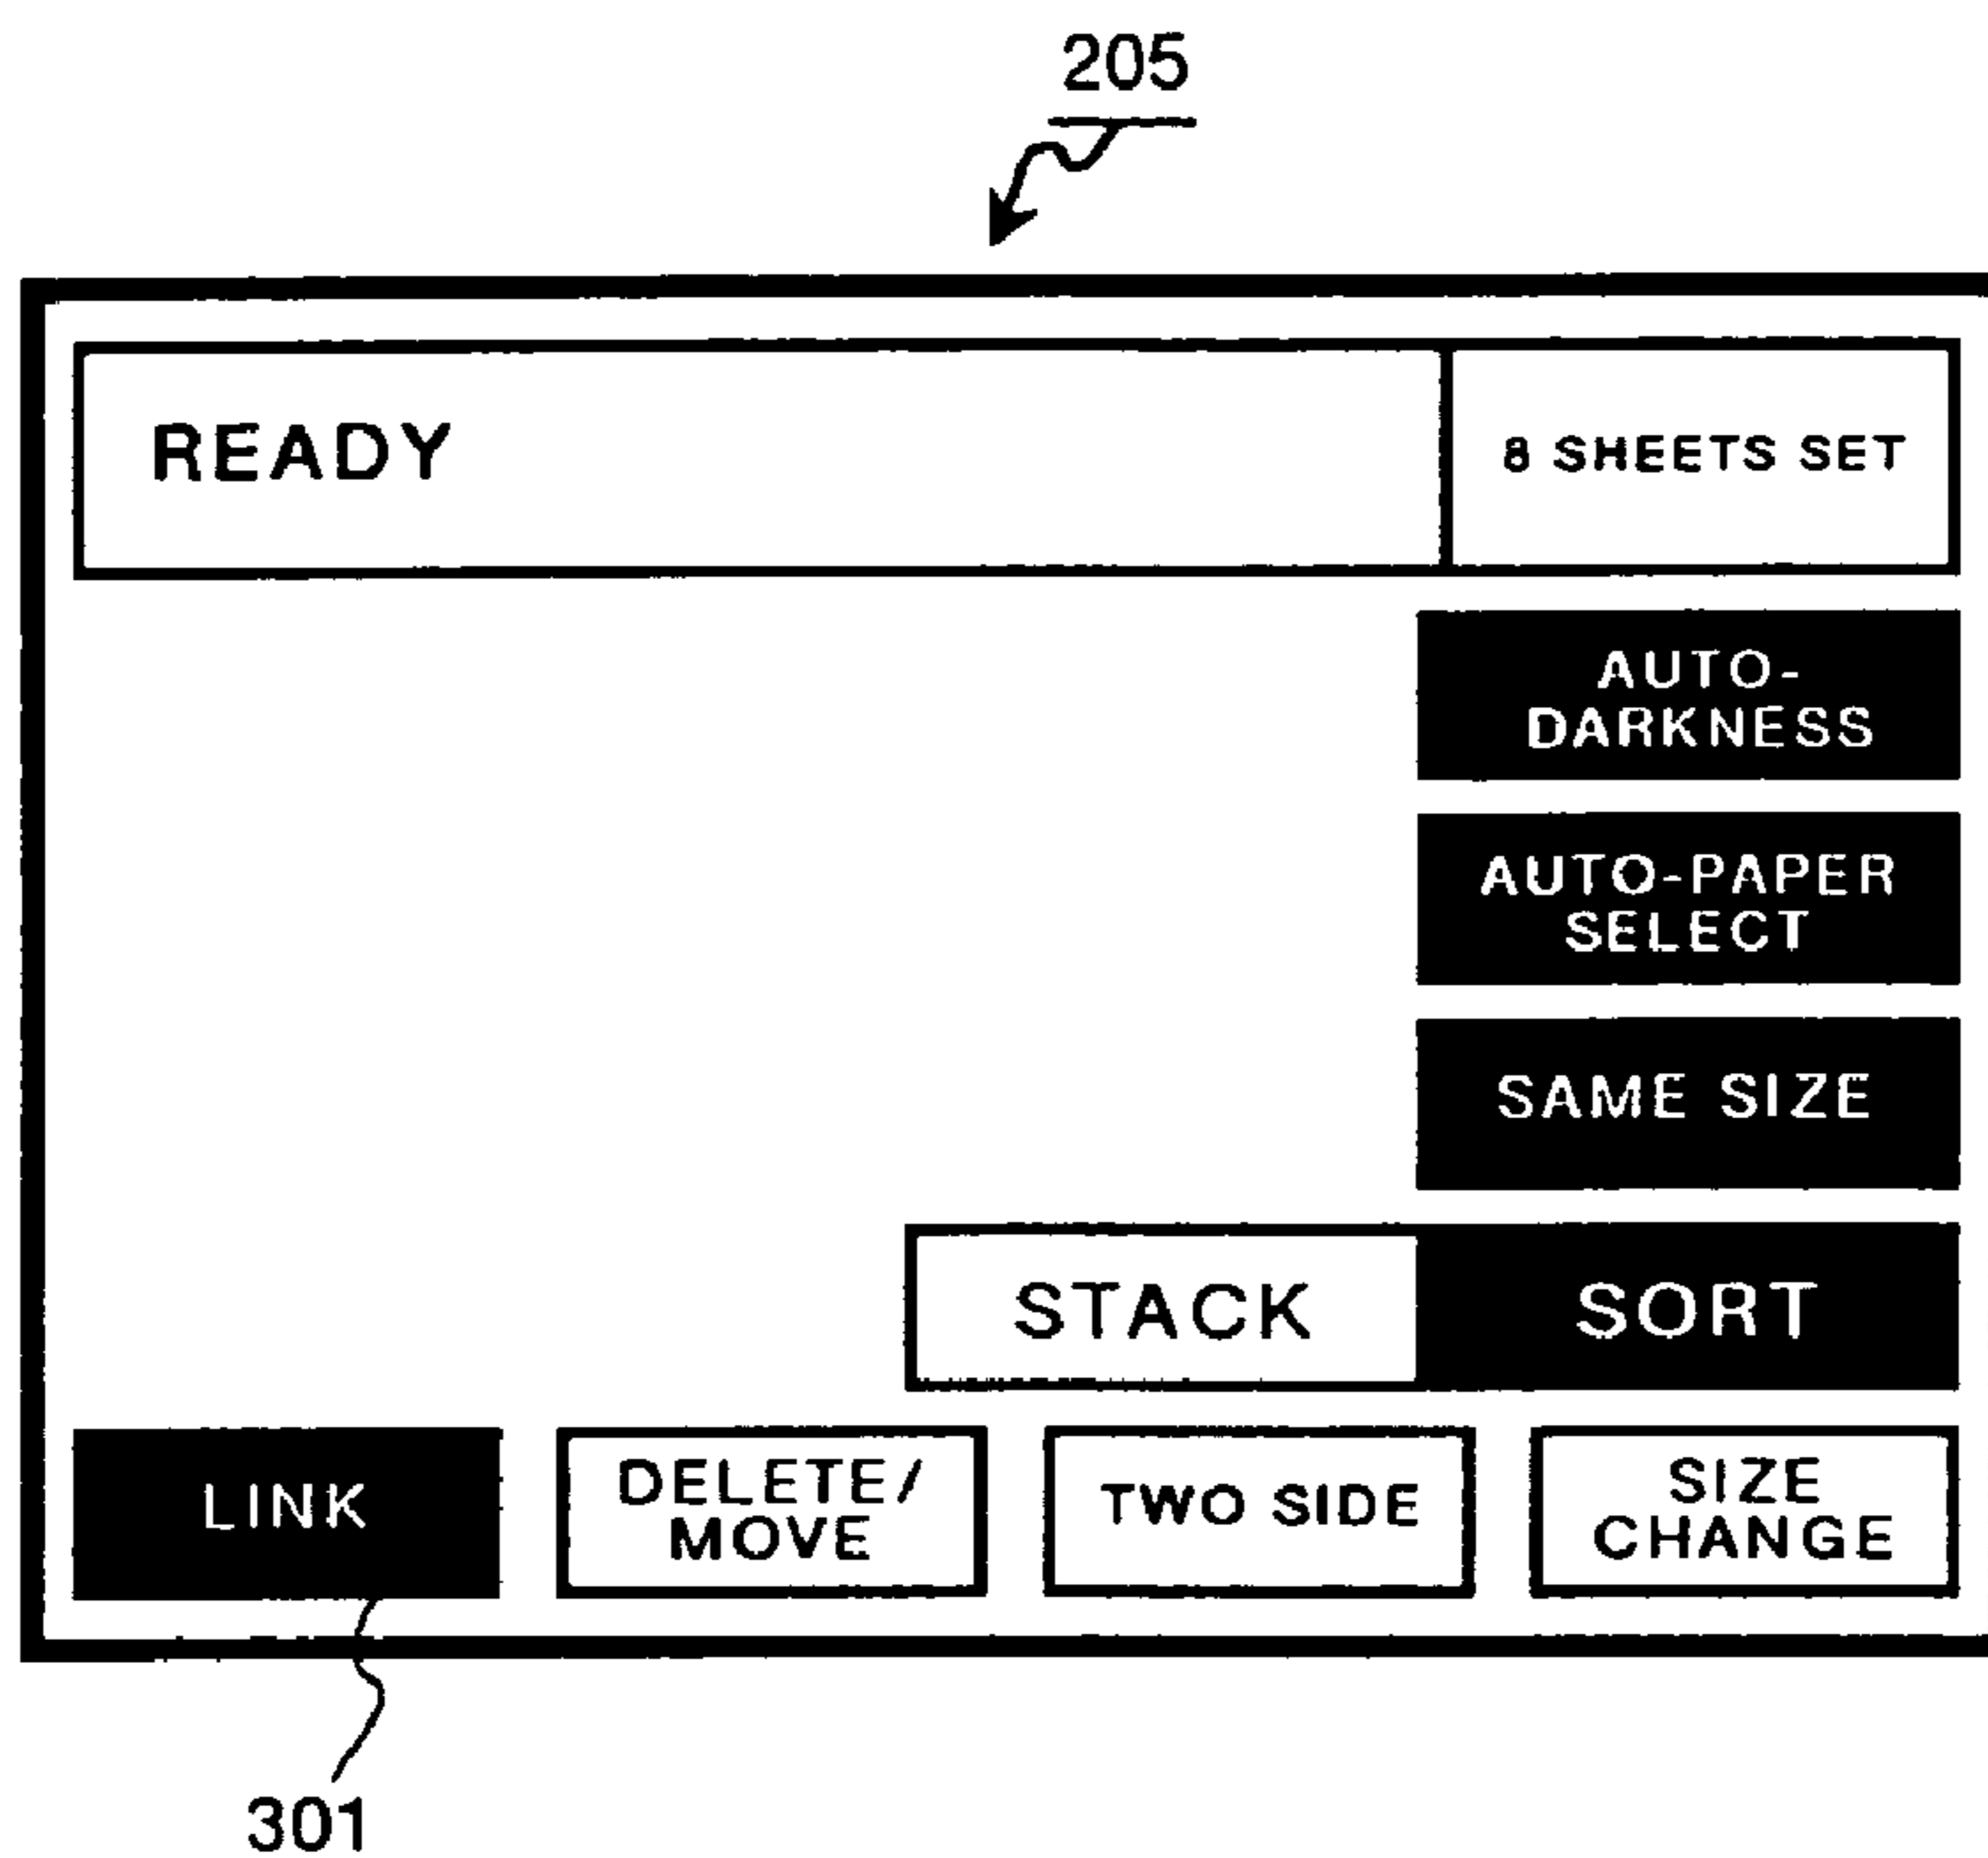 205
READY
8 SHEETS SET
AUTO-
DARKNESS
AUTO-PAPER
SELECT
SAME SIZE
STACK
SORT
LINK
DELETE/
MOVE
TWO SIDE
SIZE
CHANGE
301